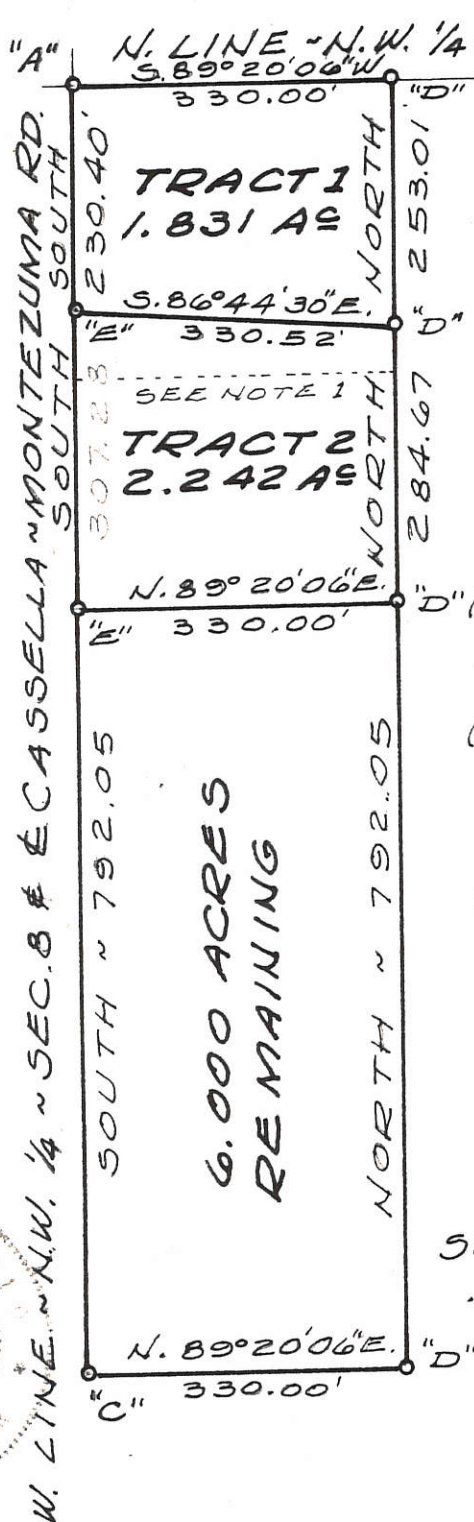 "A"
N. LINE ~ N.W. 1/4
S. 89° 20' 06" W
330.00'
"D"
SOUTH
230.40'
TRACT 1
1.831 Ac
NORTH
253.01
S. 86° 44' 30" E.
330.52'
"E"
"D"
SOUTH
307.28
SEE NOTE 1
TRACT 2
2.242 Ac
NORTH
284.67
N. 89° 20' 06" E.
330.00'
"E"
"D"
W. LINE ~ N.W. 1/4 ~ SEC. 8 & ℄ CASSELLA ~ MONTEZUMA RD.
SOUTH ~ 792.05
6.000 ACRES
REMAINING
NORTH ~ 792.05
S.
N. 89° 20' 06" E.
330.00'
"C"
"D"